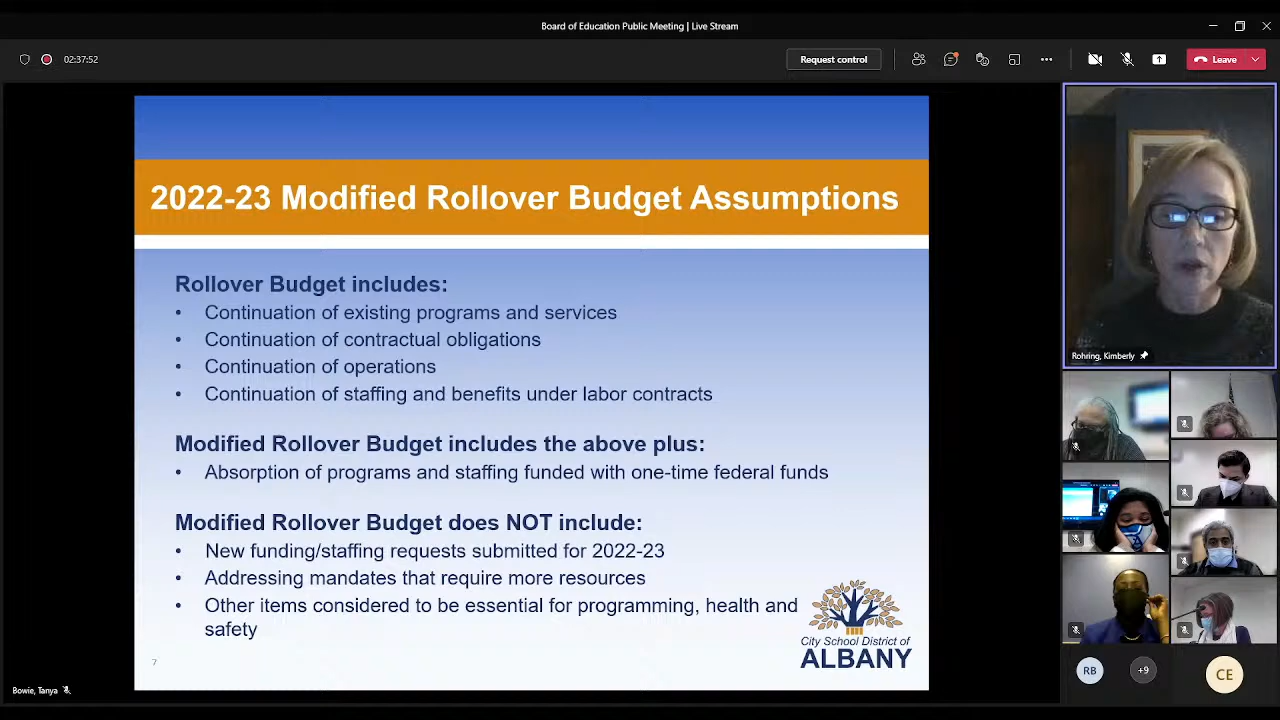 Board of Education Public Meeting | Live Stream
02:37:52
Request control
Leave
2022-23 Modified Rollover Budget Assumptions
Rollover Budget includes:
• Continuation of existing programs and services
• Continuation of contractual obligations
• Continuation of operations
• Continuation of staffing and benefits under labor contracts
Modified Rollover Budget includes the above plus:
• Absorption of programs and staffing funded with one-time federal funds
Modified Rollover Budget does NOT include:
• New funding/staffing requests submitted for 2022-23
• Addressing mandates that require more resources
• Other items considered to be essential for programming, health and
safety
City School District of
ALBANY
7
Bowie, Tanya
Rohring, Kimberly
RB
+9
CE